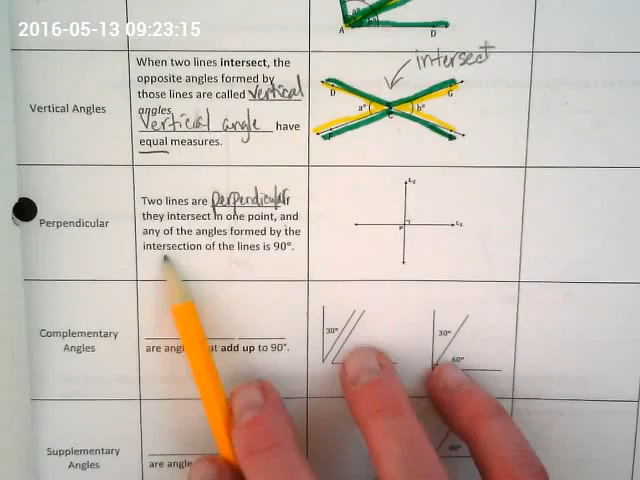 2016-05-13 09:23:15
A
D
Vertical Angles
When two lines intersect, the
opposite angles formed by
those lines are called vertical
angles
Vertical angle have
equal measures.
intersect
D
G
a°
b°
C
Perpendicular
Two lines are perpendicular if
they intersect in one point, and
any of the angles formed by the
intersection of the lines is 90°.
L₂
L₁
P
Complementary
Angles
are add up to 90°.
30°
30°
60°
Supplementary
Angles
are